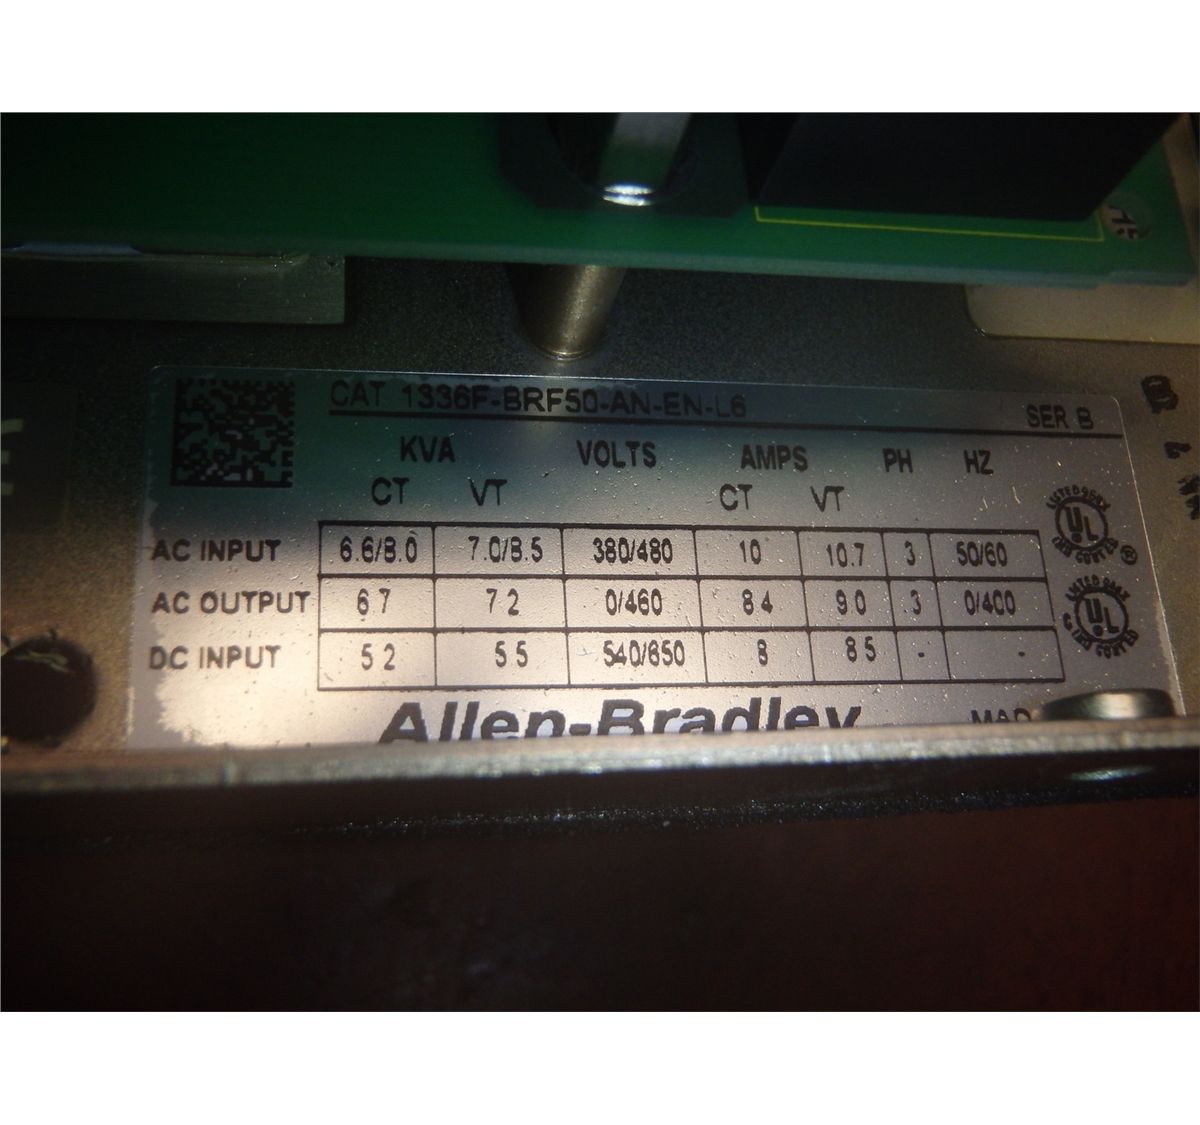 CAT 1336F-BRF50-AN-EN-L6 SER B
KVA VOLTS AMPS PH HZ
CT VT CT VT
AC INPUT 6.6/8.0 7.0/8.5 380/480 10 10.7 3 50/60
AC OUTPUT 6 7 7 2 0/460 8 4 9 0 3 0/400
DC INPUT 5 2 5 5 540/650 8 8 5 - -
UL ®
C UL
Allen-Bradley MAD